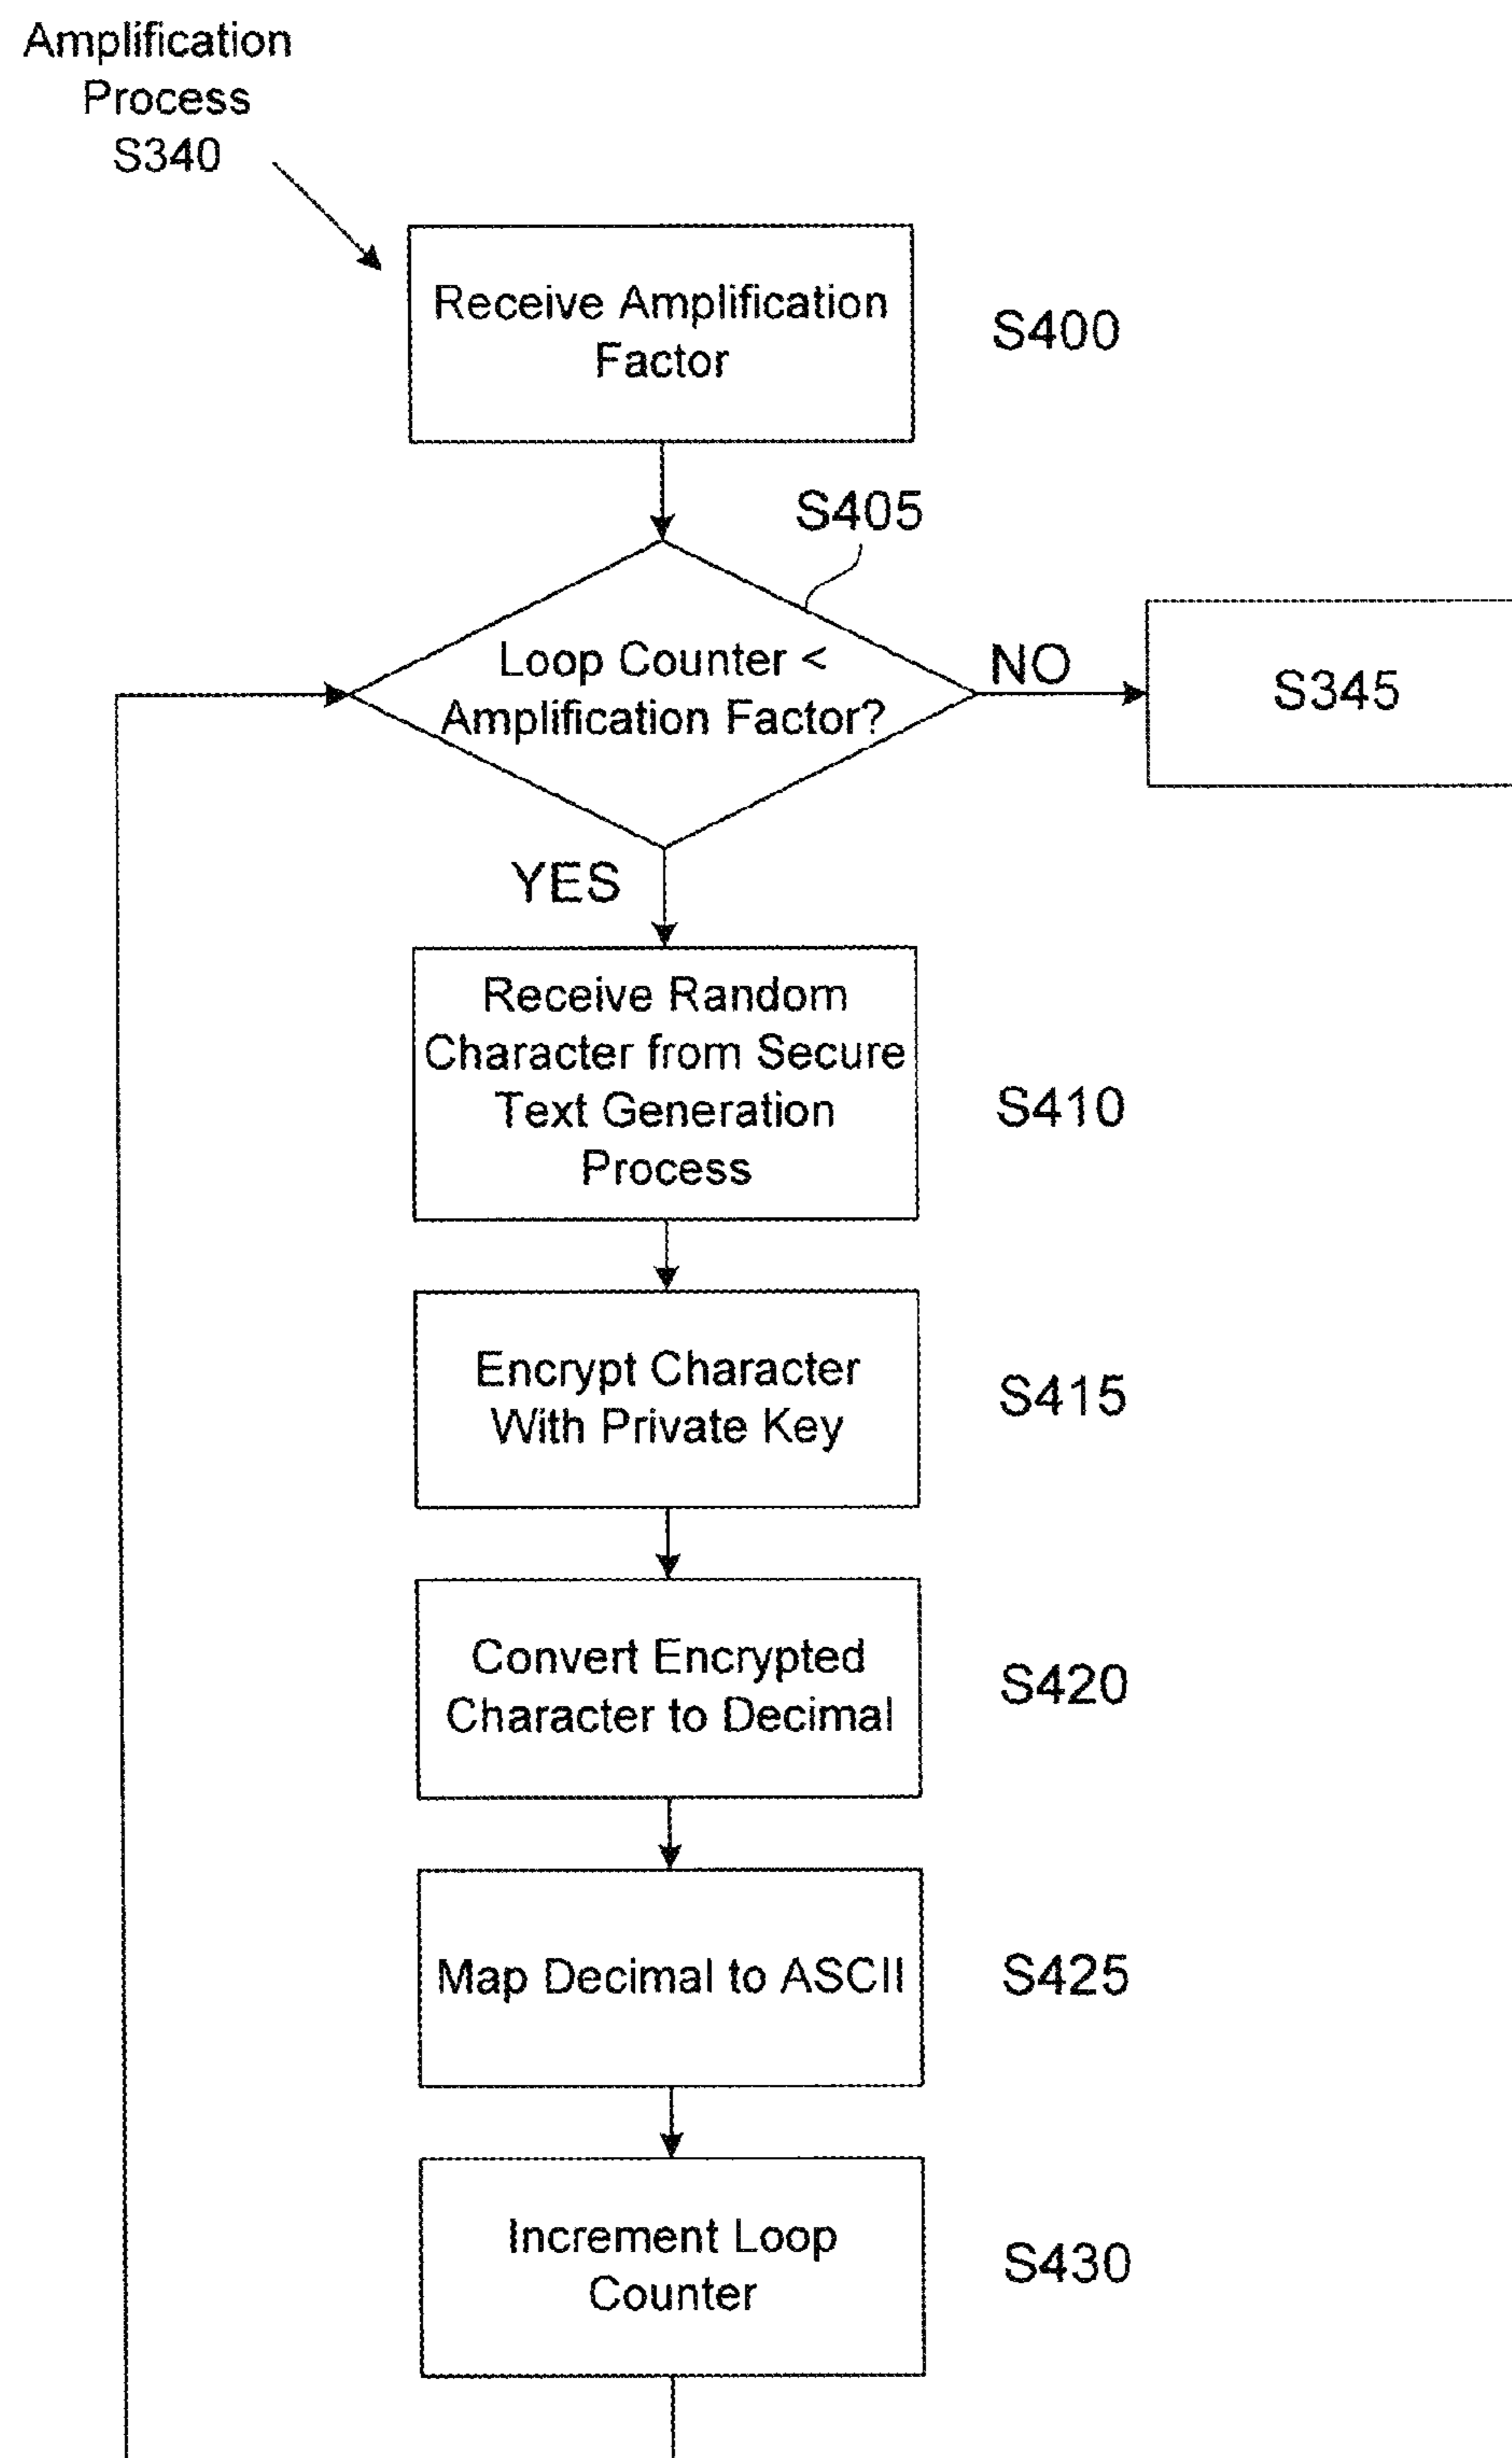 Amplification
Process
S340
Receive Amplification
Factor
S400
S405
Loop Counter <
Amplification Factor?
NO
S345
YES
Receive Random
Character from Secure
Text Generation
Process
S410
Encrypt Character
With Private Key
S415
Convert Encrypted
Character to Decimal
S420
Map Decimal to ASCII
S425
Increment Loop
Counter
S430